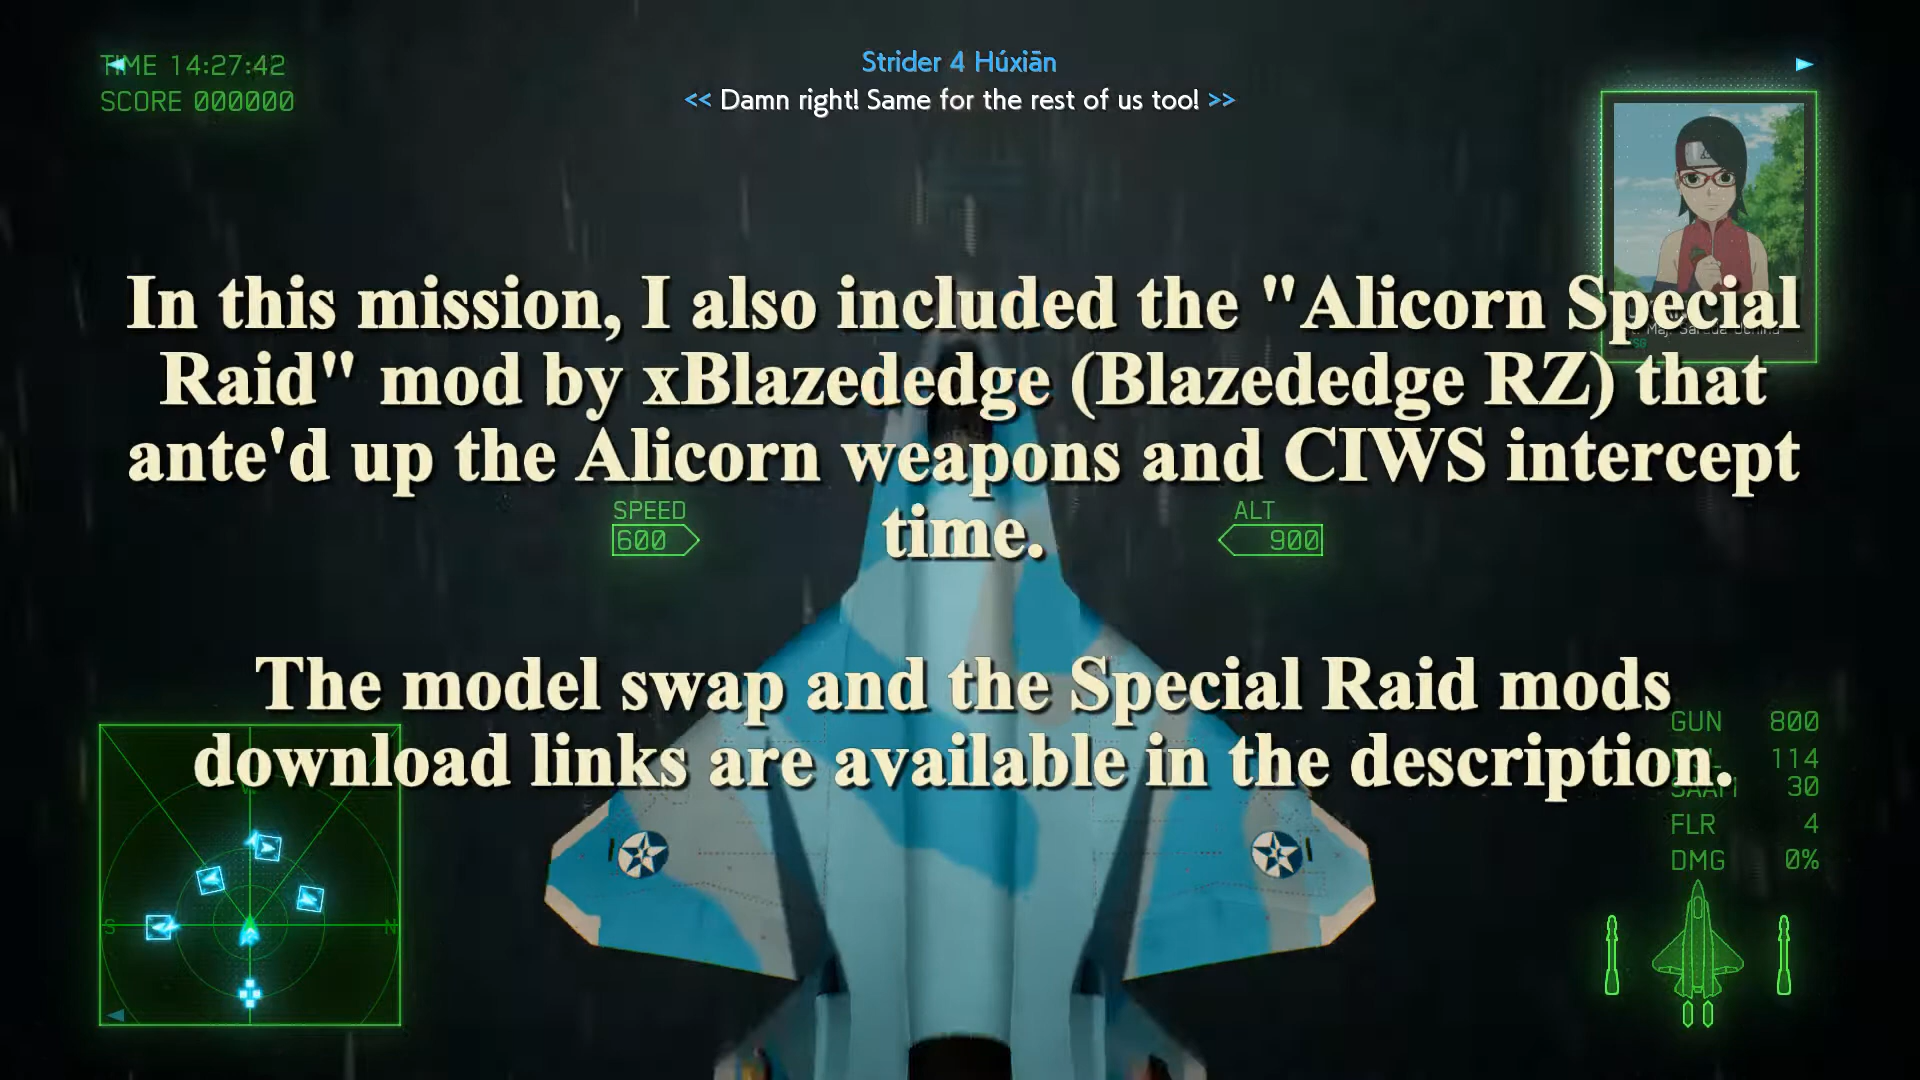 TIME 14:27:42
SCORE 000000
Strider 4 Húxiān
<< Damn right! Same for the rest of us too! >>
In this mission, I also included the "Alicorn Special
Raid" mod by xBlazededge (Blazededge RZ) that
ante'd up the Alicorn weapons and CIWS intercept
time.
SPEED
600
ALT
900
The model swap and the Special Raid mods
download links are available in the description.
GUN 800
114
SAAM 30
FLR 4
DMG 0%
S
N